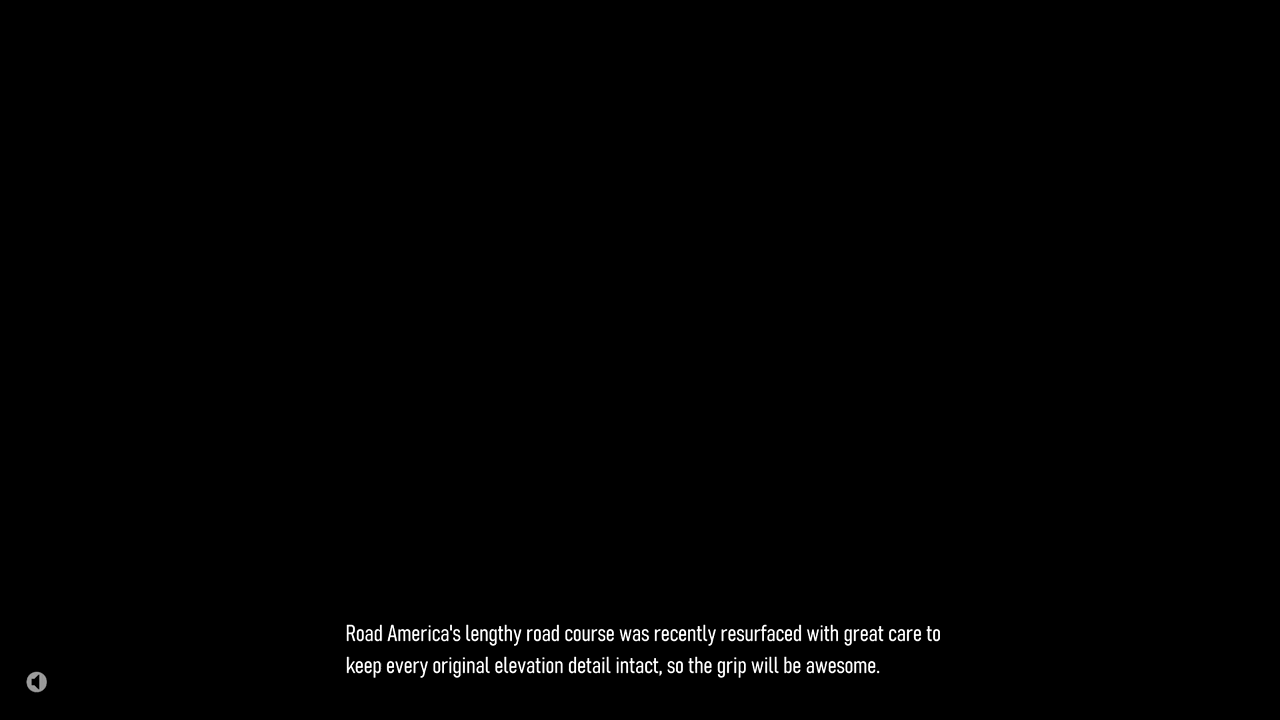 Road America's lengthy road course was recently resurfaced with great care to
keep every original elevation detail intact, so the grip will be awesome.